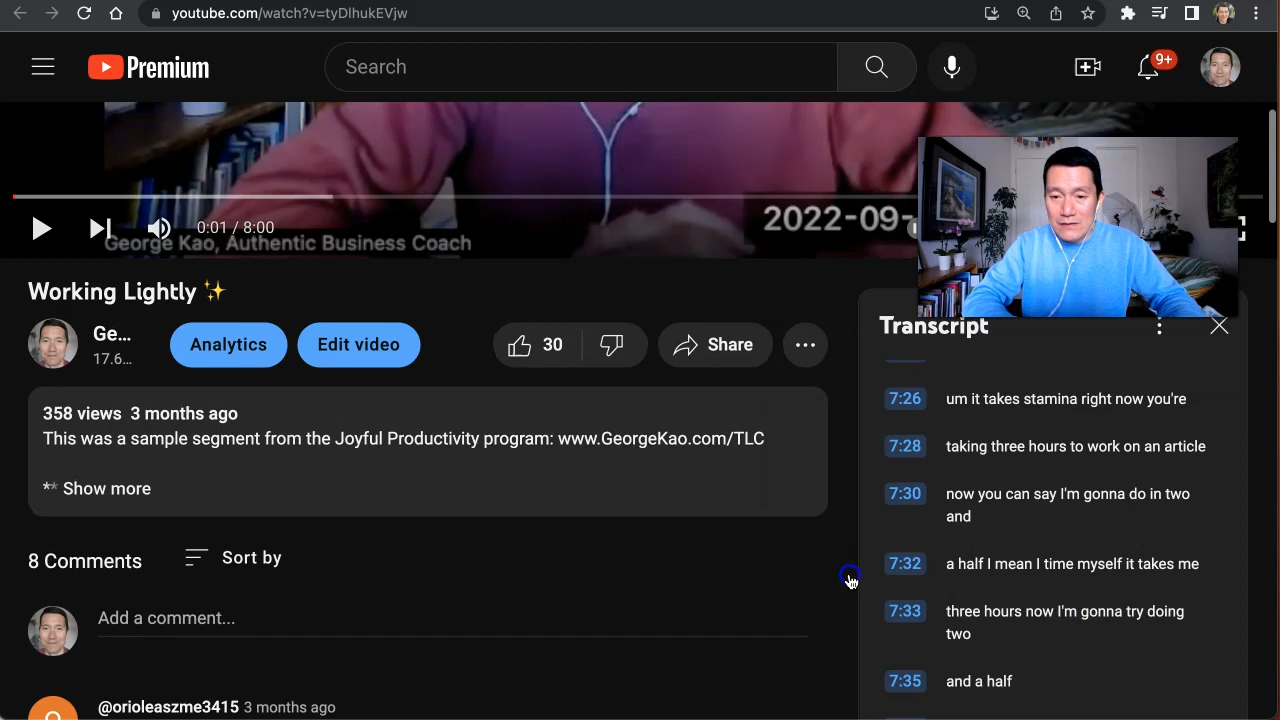 youtube.com/watch?v=tyDlhukEVjw
Premium
Search
9+
0:01 / 8:00
2022-09-
George Kao, Authentic Business Coach
Working Lightly ✨
Ge...
17.6...
Analytics
Edit video
30
Share
358 views 3 months ago
This was a sample segment from the Joyful Productivity program: www.GeorgeKao.com/TLC
** Show more
8 Comments
Sort by
Add a comment...
@orioleaszme3415 3 months ago
Transcript
7:26 um it takes stamina right now you're
7:28 taking three hours to work on an article
7:30 now you can say I'm gonna do in two
and
7:32 a half I mean I time myself it takes me
7:33 three hours now I'm gonna try doing
two
7:35 and a half